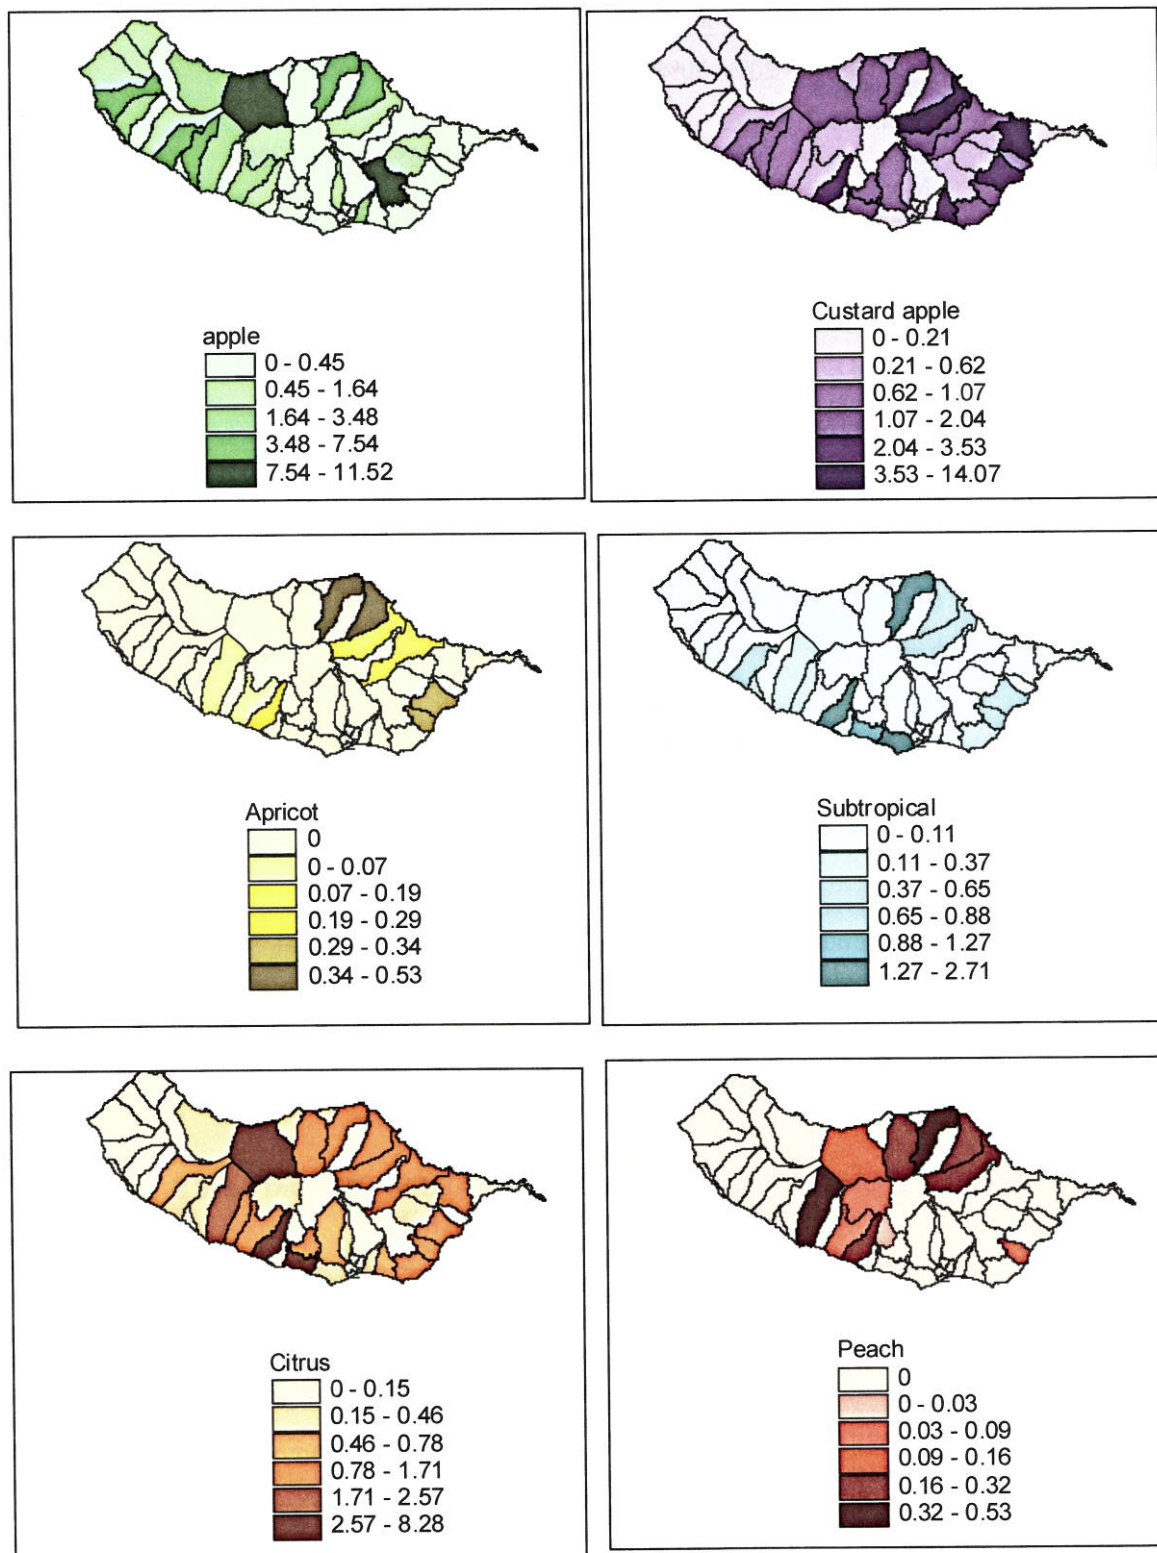 apple
0 - 0.45
0.45 - 1.64
1.64 - 3.48
3.48 - 7.54
7.54 - 11.52
Custard apple
0 - 0.21
0.21 - 0.62
0.62 - 1.07
1.07 - 2.04
2.04 - 3.53
3.53 - 14.07
Apricot
0
0 - 0.07
0.07 - 0.19
0.19 - 0.29
0.29 - 0.34
0.34 - 0.53
Subtropical
0 - 0.11
0.11 - 0.37
0.37 - 0.65
0.65 - 0.88
0.88 - 1.27
1.27 - 2.71
Citrus
0 - 0.15
0.15 - 0.46
0.46 - 0.78
0.78 - 1.71
1.71 - 2.57
2.57 - 8.28
Peach
0
0 - 0.03
0.03 - 0.09
0.09 - 0.16
0.16 - 0.32
0.32 - 0.53